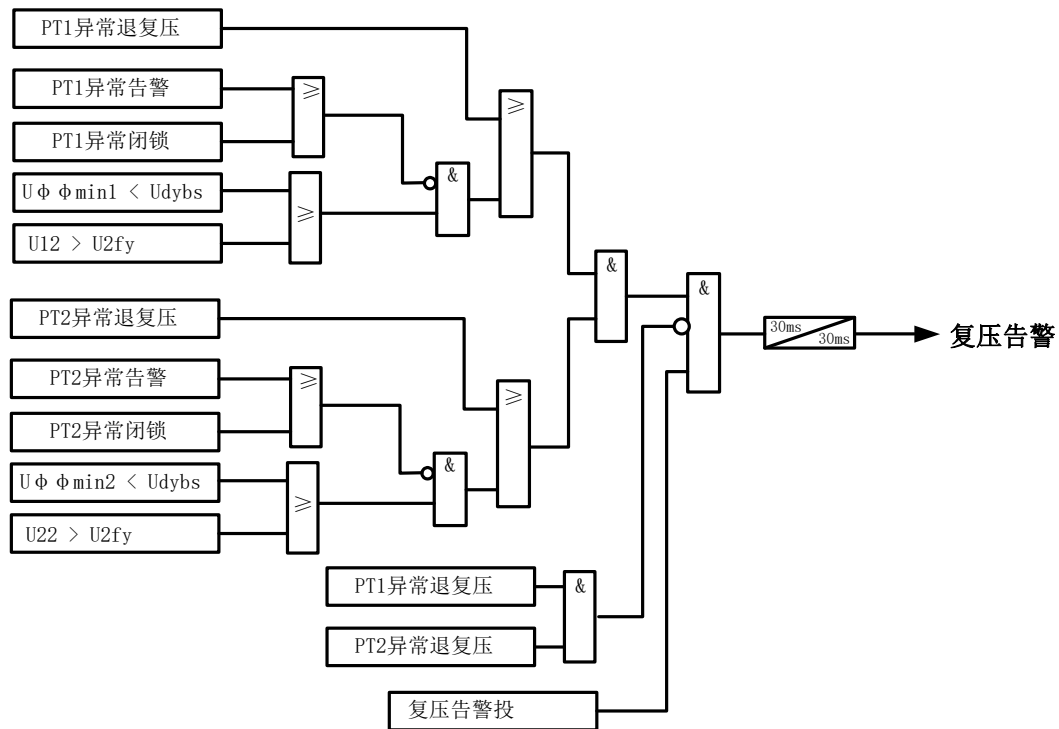 PT1异常退复压
PT1异常告警
≥
PT1异常闭锁
≥
UΦΦmin1 < Udybs
≥
&
U12 > U2fy
&
&
PT2异常退复压
30ms
30ms
复压告警
PT2异常告警
≥
PT2异常闭锁
≥
UΦΦmin2 < Udybs
≥
&
U22 > U2fy
PT1异常退复压
&
PT2异常退复压
复压告警投